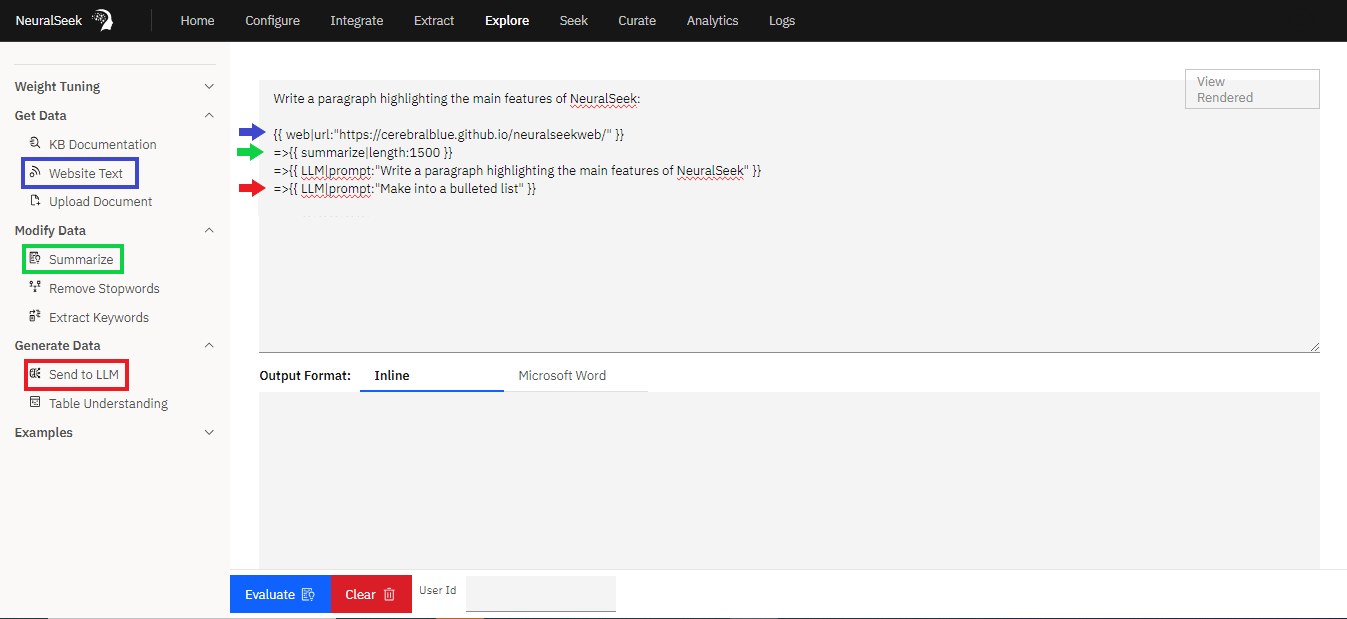 NeuralSeek Home Configure Integrate Extract Explore Seek Curate Analytics Logs
Weight Tuning
Get Data
KB Documentation
Website Text
Upload Document
Modify Data
Summarize
Remove Stopwords
Extract Keywords
Generate Data
Send to LLM
Table Understanding
Examples
View
Rendered
Write a paragraph highlighting the main features of NeuralSeek:
{{ web|url:"https://cerebralblue.github.io/neuralseekweb/" }}
=>{{ summarize|length:1500 }}
=>{{ LLM|prompt:"Write a paragraph highlighting the main features of NeuralSeek" }}
=>{{ LLM|prompt:"Make into a bulleted list" }}
Output Format: Inline Microsoft Word
Evaluate Clear User Id